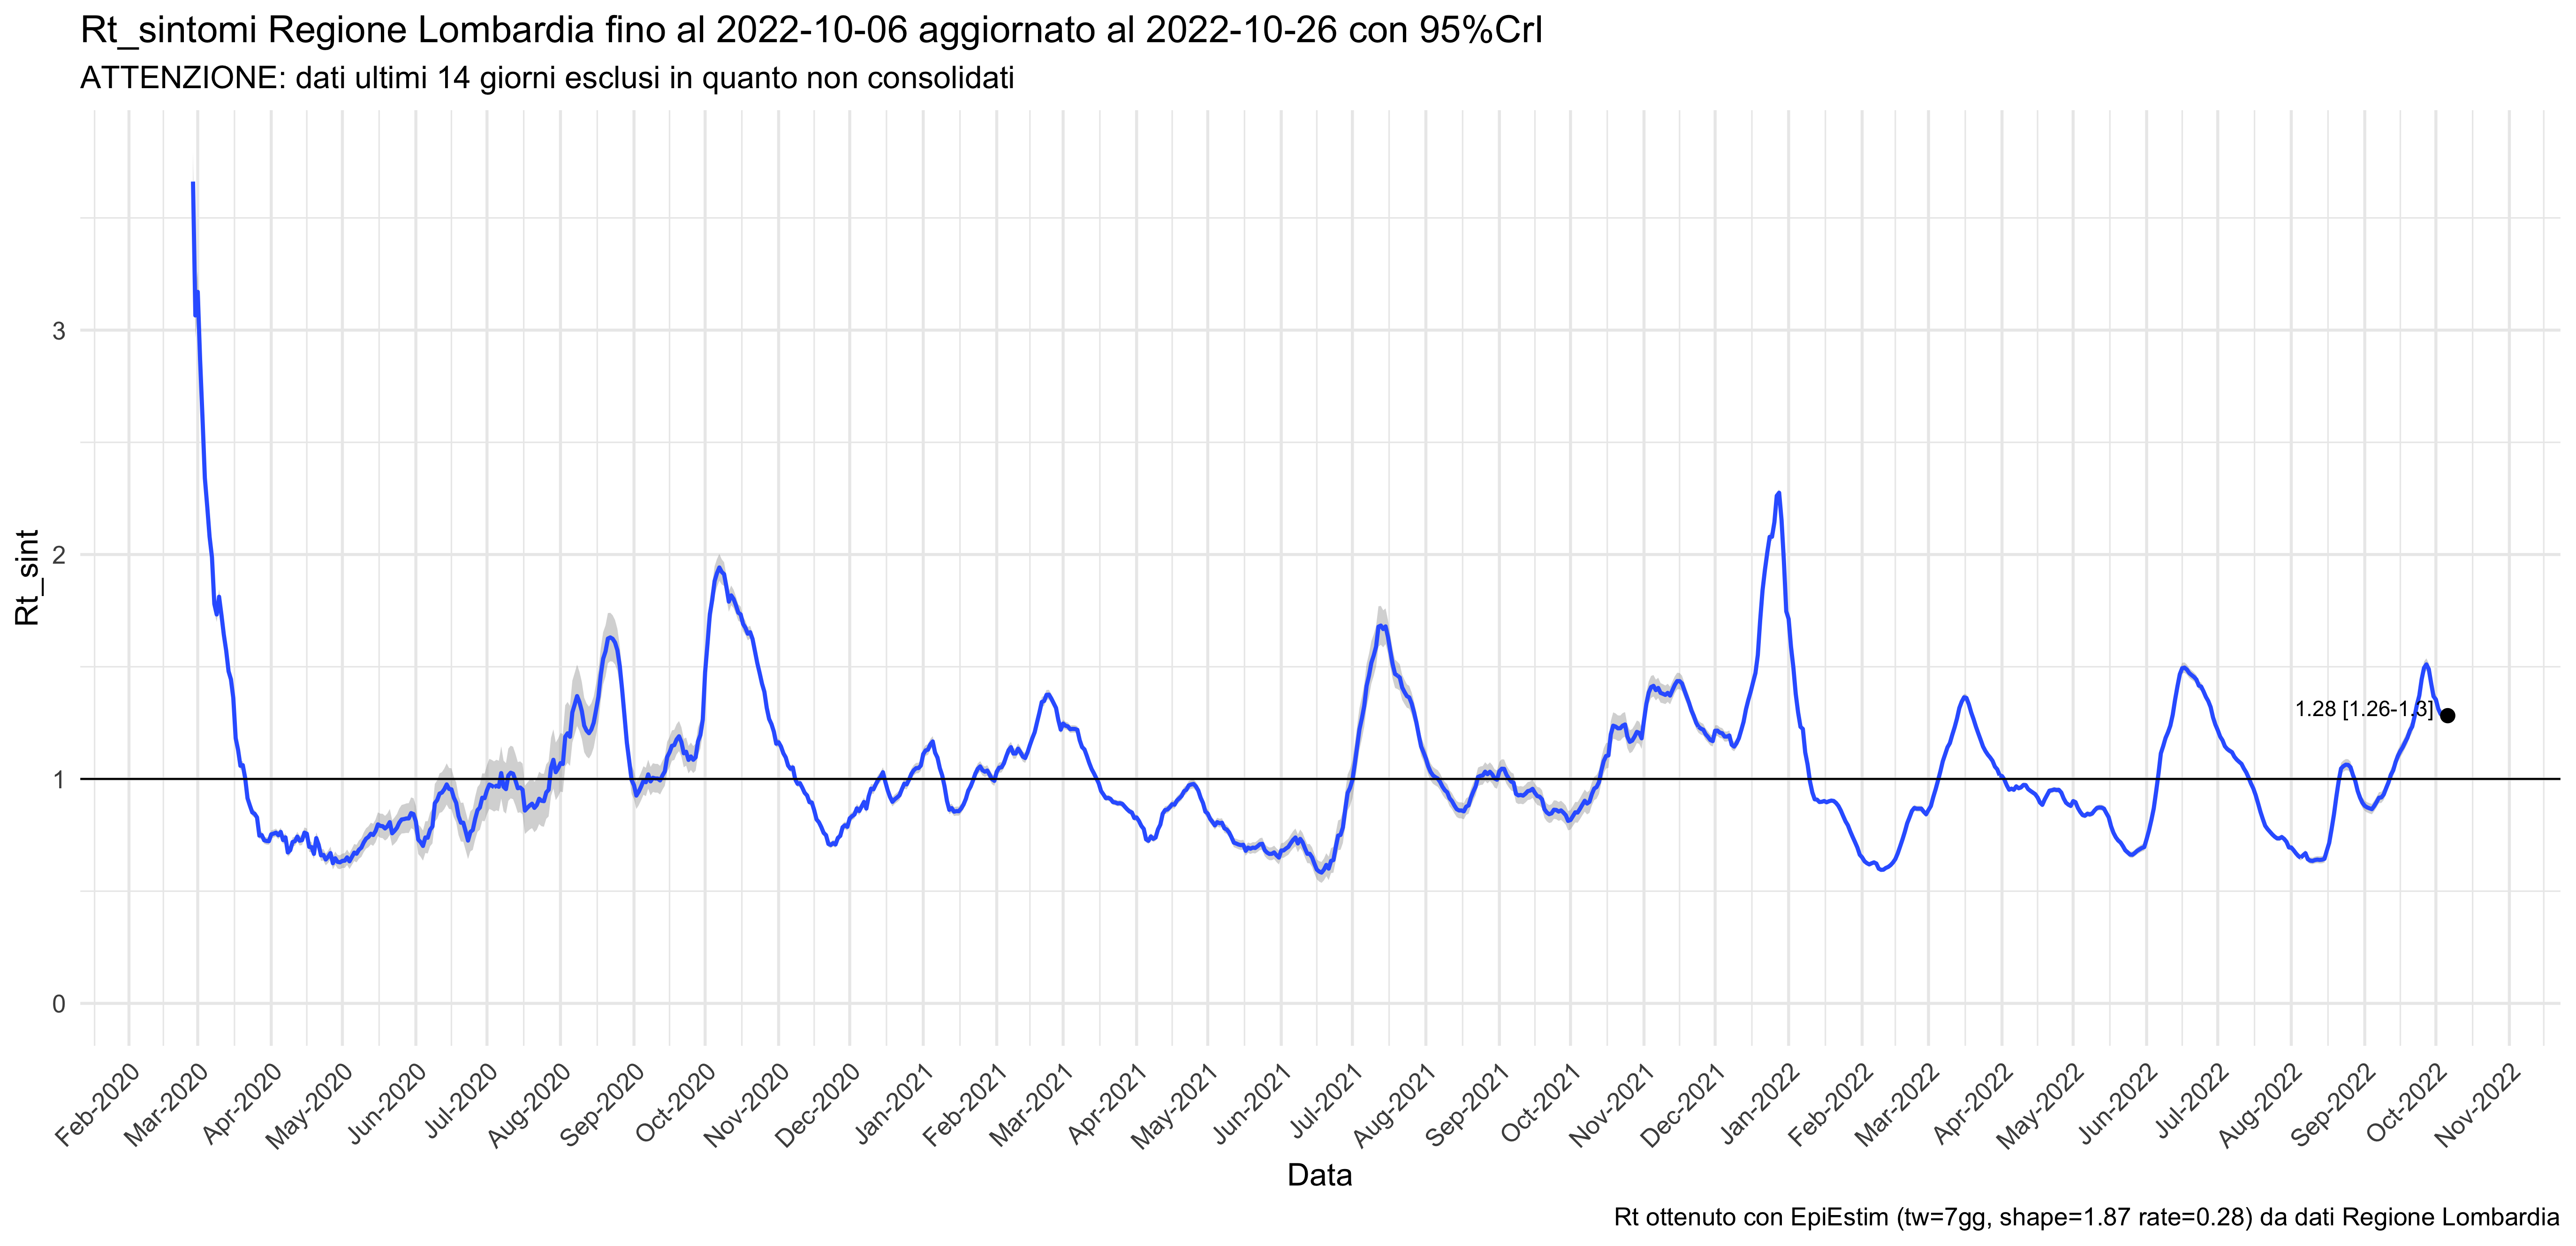 Rt_sintomi Regione Lombardia fino al 2022-10-06 aggiornato al 2022-10-26 con 95%CrI
ATTENZIONE: dati ultimi 14 giorni esclusi in quanto non consolidati
Rt_sint
3
2
1
0
1.28 [1.26-1.3]
Feb-2020
Mar-2020
Apr-2020
May-2020
Jun-2020
Jul-2020
Aug-2020
Sep-2020
Oct-2020
Nov-2020
Dec-2020
Jan-2021
Feb-2021
Mar-2021
Apr-2021
May-2021
Jun-2021
Jul-2021
Aug-2021
Sep-2021
Oct-2021
Nov-2021
Dec-2021
Jan-2022
Feb-2022
Mar-2022
Apr-2022
May-2022
Jun-2022
Jul-2022
Aug-2022
Sep-2022
Oct-2022
Nov-2022
Data
Rt ottenuto con EpiEstim (tw=7gg, shape=1.87 rate=0.28) da dati Regione Lombardia